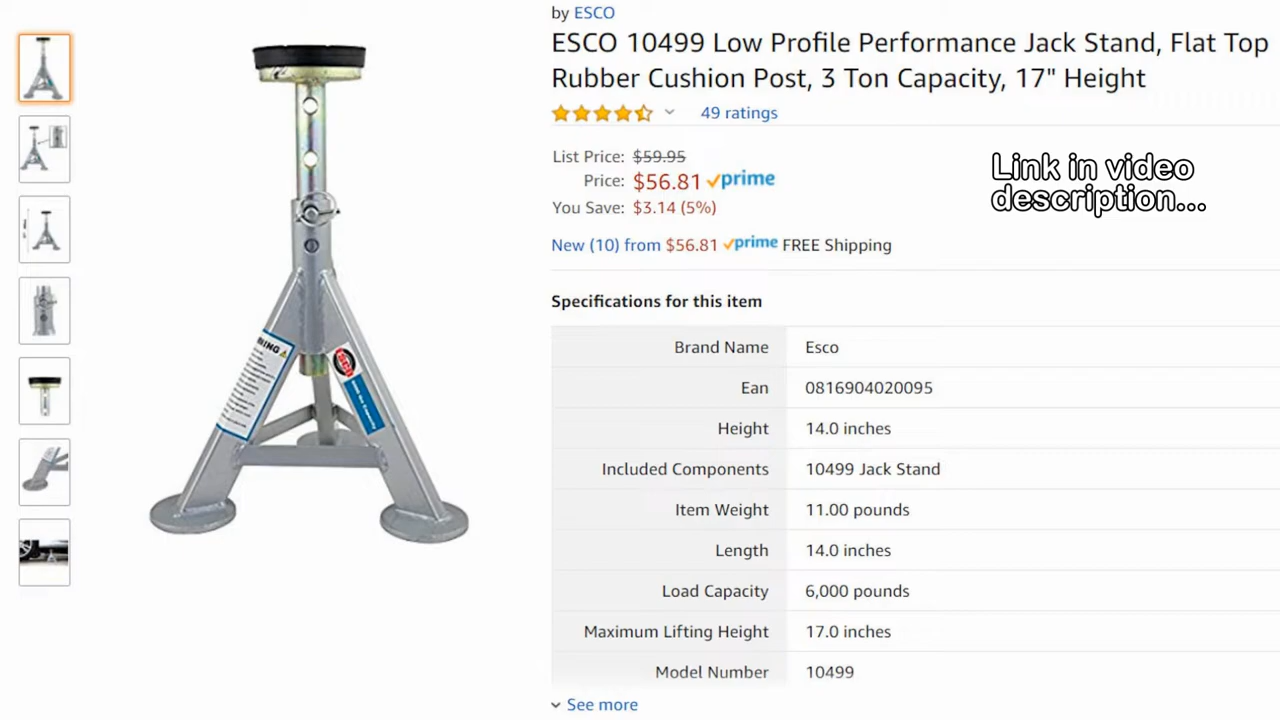 by ESCO
ESCO 10499 Low Profile Performance Jack Stand, Flat Top
Rubber Cushion Post, 3 Ton Capacity, 17" Height
49 ratings
List Price: $59.95
Price: $56.81 prime
You Save: $3.14 (5%)
New (10) from $56.81 prime FREE Shipping
Link in video
description...
Specifications for this item
Brand Name Esco
Ean 0816904020095
Height 14.0 inches
Included Components 10499 Jack Stand
Item Weight 11.00 pounds
Length 14.0 inches
Load Capacity 6,000 pounds
Maximum Lifting Height 17.0 inches
Model Number 10499
See more
ESCO